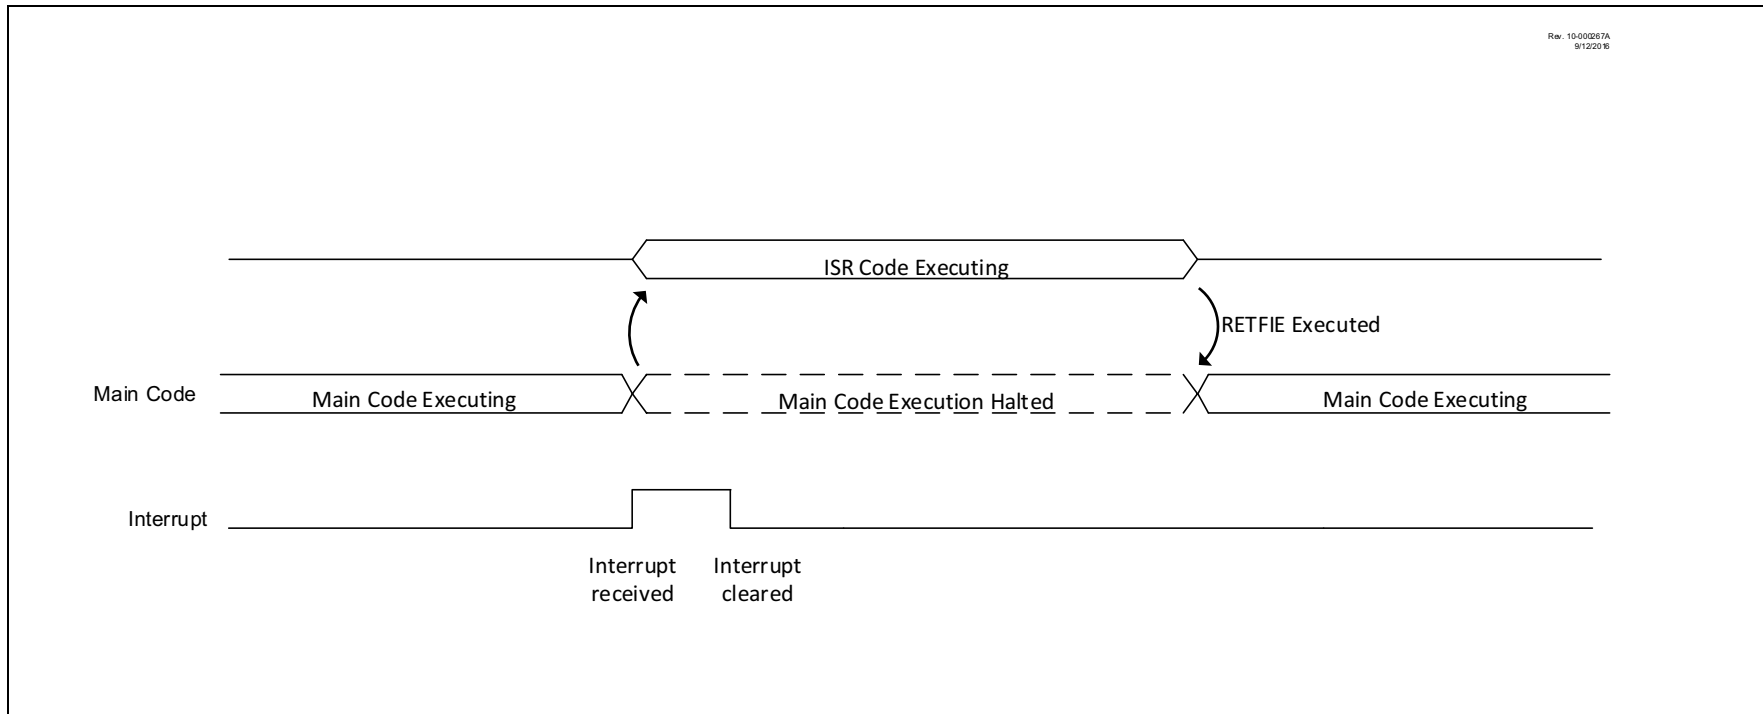 Rev. 10-000267A
9/12/2016
ISR Code Executing
RETFIE Executed
Main Code
Main Code Executing
Main Code Execution Halted
Main Code Executing
Interrupt
Interrupt
received
Interrupt
cleared